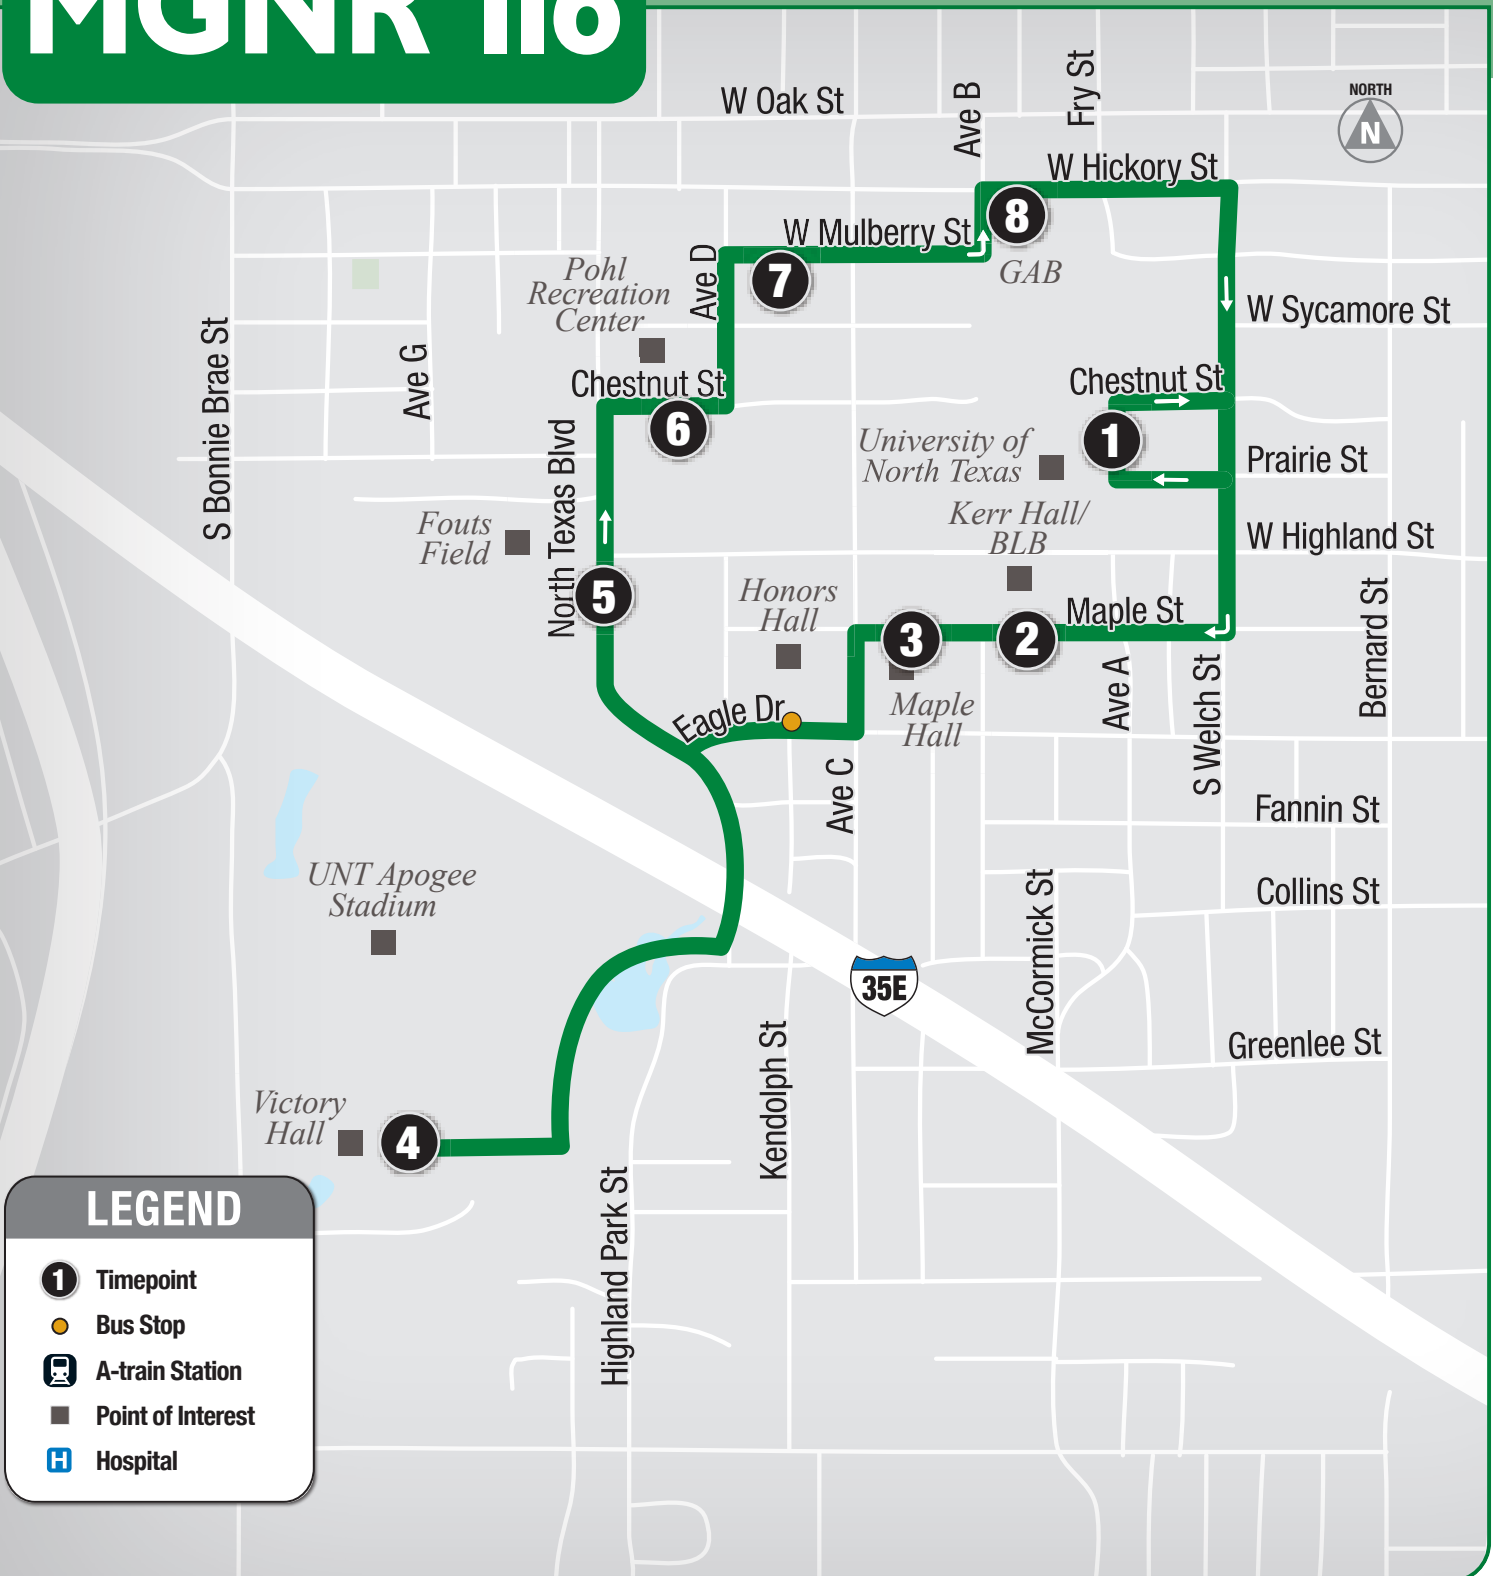 MGNR 116
W Oak St
Ave B
Fry St
NORTH
N
W Hickory St
8
W Mulberry St
GAB
7
Ave D
Pohl
Recreation
Center
W Sycamore St
S Bonnie Brae St
Ave G
Chestnut St
6
Chestnut St
1
University of
North Texas
Prairie St
North Texas Blvd
Fouts
Field
Kerr Hall/
BLB
W Highland St
5
Honors
Hall
3
2
Maple St
Bernard St
Ave A
S Welch St
Maple
Hall
Eagle Dr
Ave C
Fannin St
UNT Apogee
Stadium
McCormick St
Collins St
35E
Kendolph St
Greenlee St
Victory
Hall
4
Highland Park St
LEGEND
1 Timepoint
Bus Stop
A-train Station
Point of Interest
H Hospital